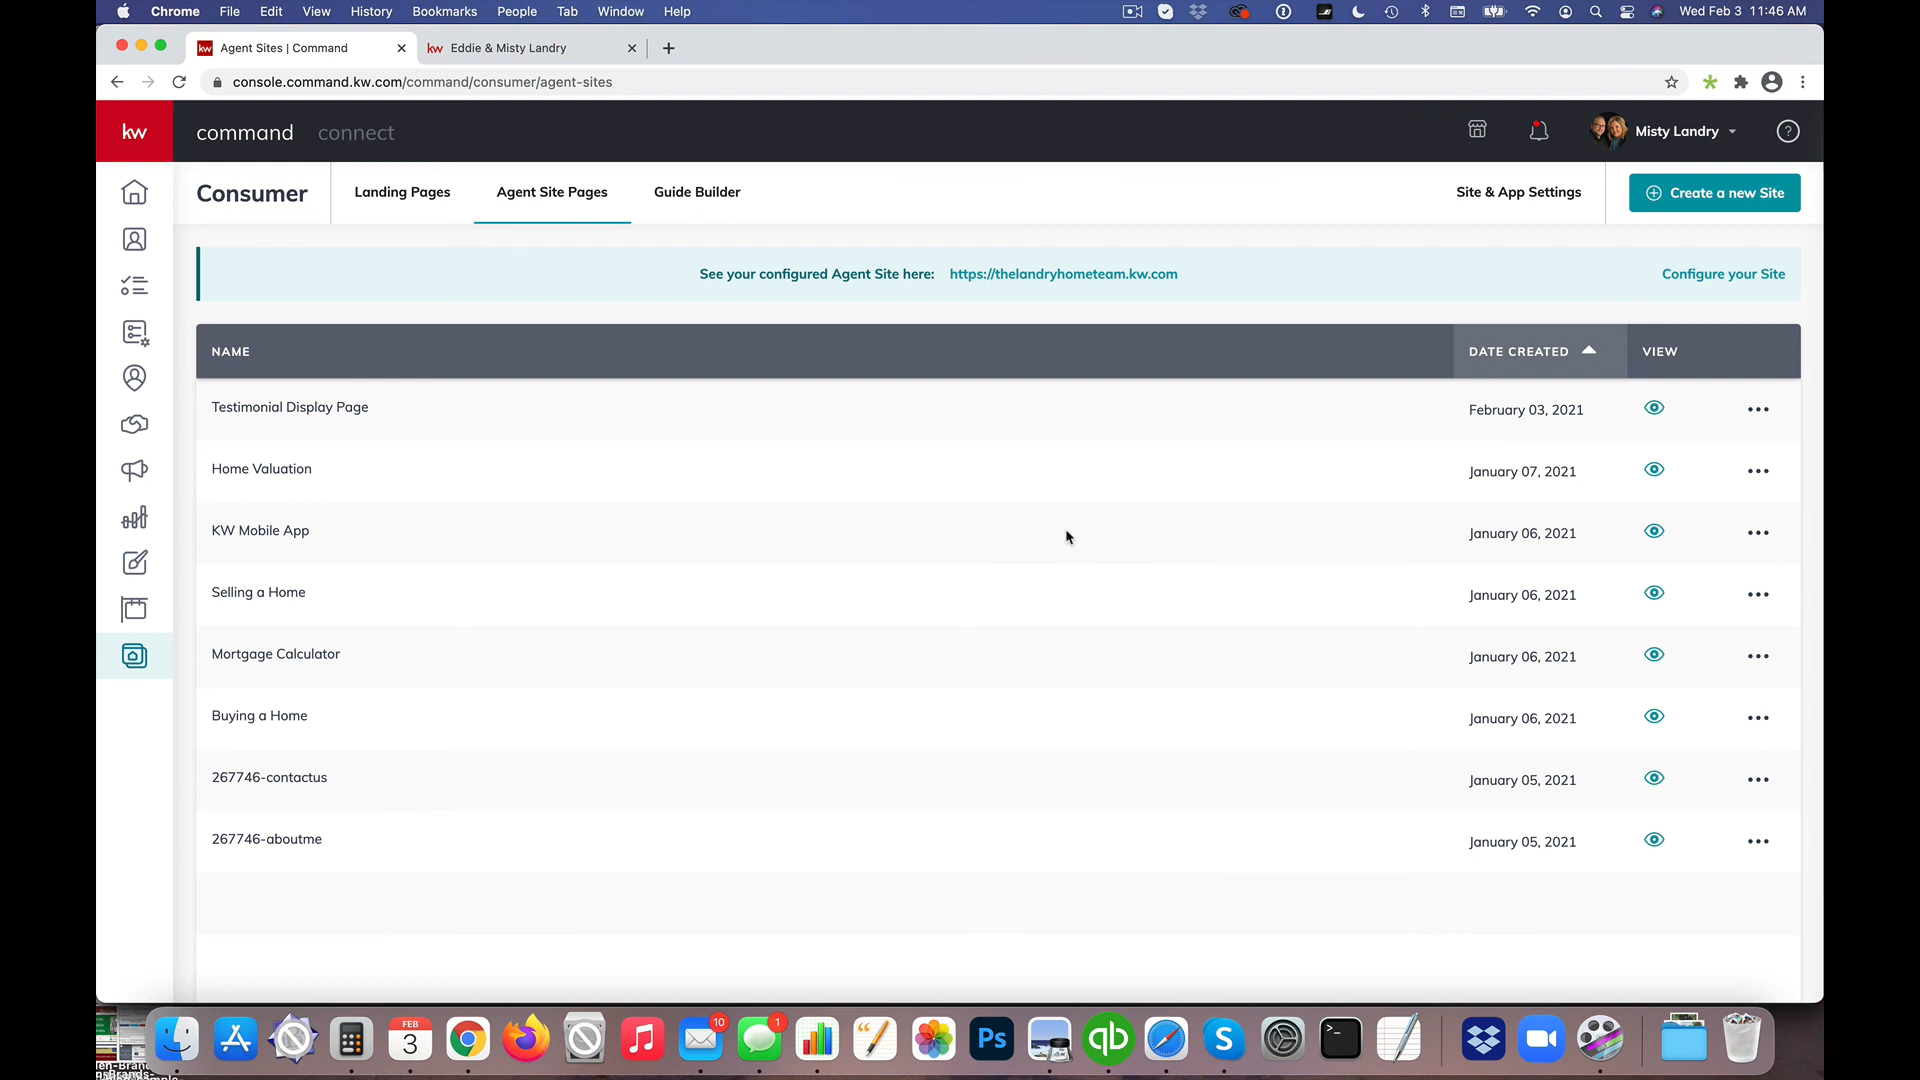 Chrome File Edit View History Bookmarks People Tab Window Help Wed Feb 3 11:46 AM
kw Agent Sites | Command kw Eddie & Misty Landry
console.command.kw.com/command/consumer/agent-sites
kw command connect Misty Landry
Consumer Landing Pages Agent Site Pages Guide Builder Site & App Settings Create a new Site
See your configured Agent Site here: https://thelandryhometeam.kw.com Configure your Site
NAME DATE CREATED VIEW
Testimonial Display Page February 03, 2021
Home Valuation January 07, 2021
KW Mobile App January 06, 2021
Selling a Home January 06, 2021
Mortgage Calculator January 06, 2021
Buying a Home January 06, 2021
267746-contactus January 05, 2021
267746-aboutme January 05, 2021
FEB 10 1
3 Ps qb